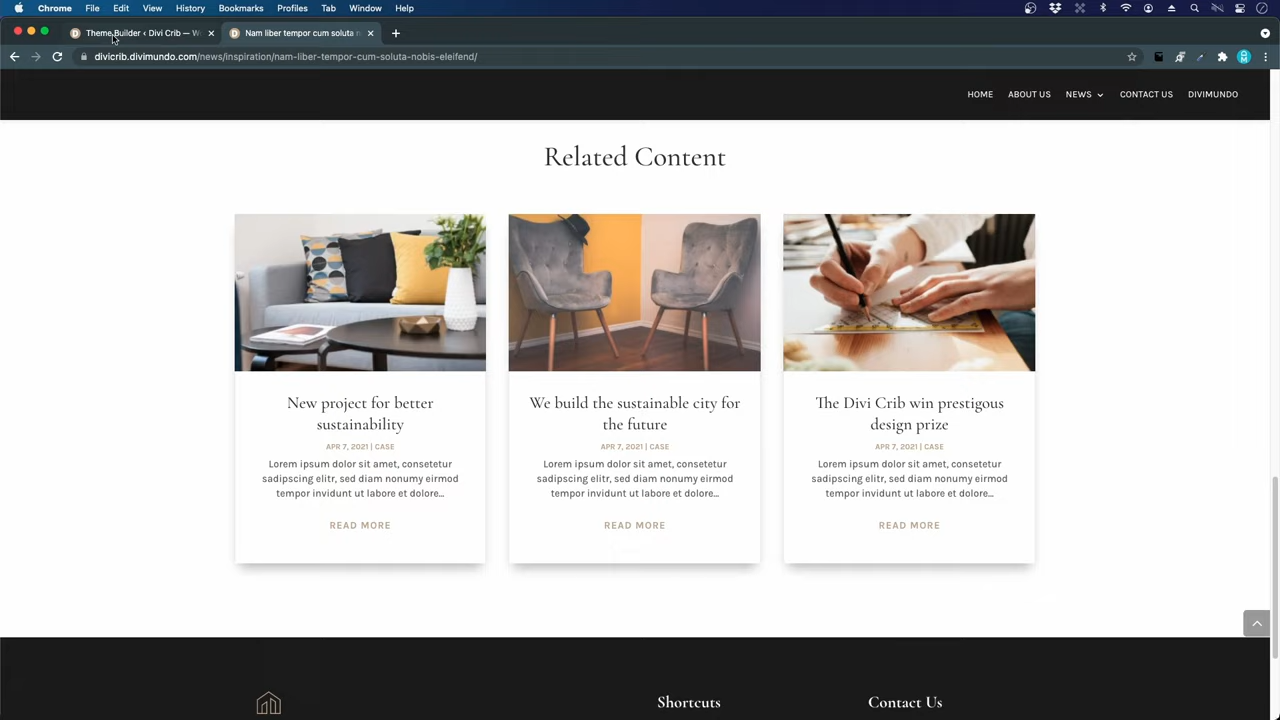 Chrome File Edit View History Bookmarks Profiles Tab Window Help
Theme Builder ‹ Divi Crib — W
Nam liber tempor cum soluta n
divicrib.divimundo.com/news/inspiration/nam-liber-tempor-cum-soluta-nobis-eleifend/
HOME ABOUT US NEWS CONTACT US DIVIMUNDO
Related Content
New project for better
sustainability
APR 7, 2021 | CASE
Lorem ipsum dolor sit amet, consetetur
sadipscing elitr, sed diam nonumy eirmod
tempor invidunt ut labore et dolore...
READ MORE
We build the sustainable city for
the future
APR 7, 2021 | CASE
Lorem ipsum dolor sit amet, consetetur
sadipscing elitr, sed diam nonumy eirmod
tempor invidunt ut labore et dolore...
READ MORE
The Divi Crib win prestigous
design prize
APR 7, 2021 | CASE
Lorem ipsum dolor sit amet, consetetur
sadipscing elitr, sed diam nonumy eirmod
tempor invidunt ut labore et dolore...
READ MORE
Shortcuts
Contact Us